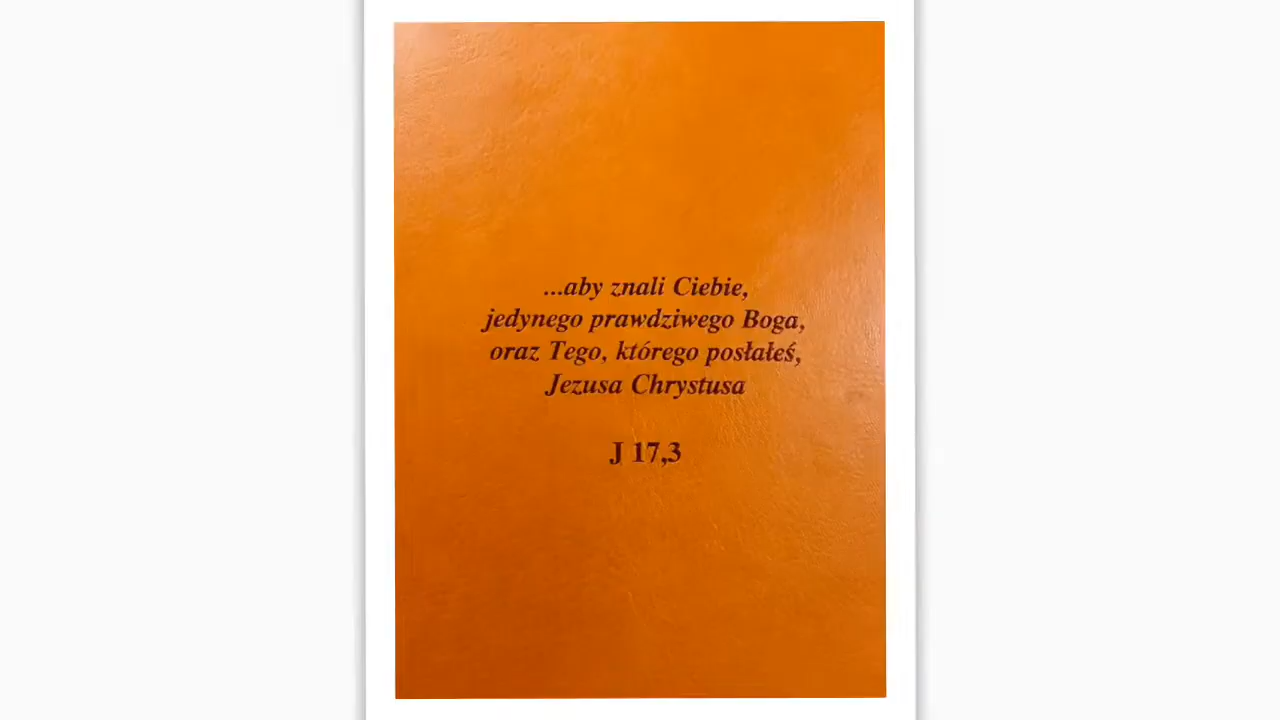 ...aby znali Ciebie,
jedynego prawdziwego Boga,
oraz Tego, którego posłałeś,
Jezusa Chrystusa
J 17,3